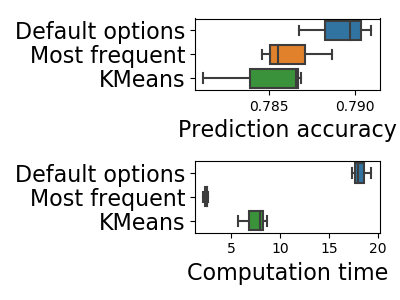 Default options
Most frequent
KMeans
0.785 0.790
Prediction accuracy
Default options
Most frequent
KMeans
5 10 15 20
Computation time